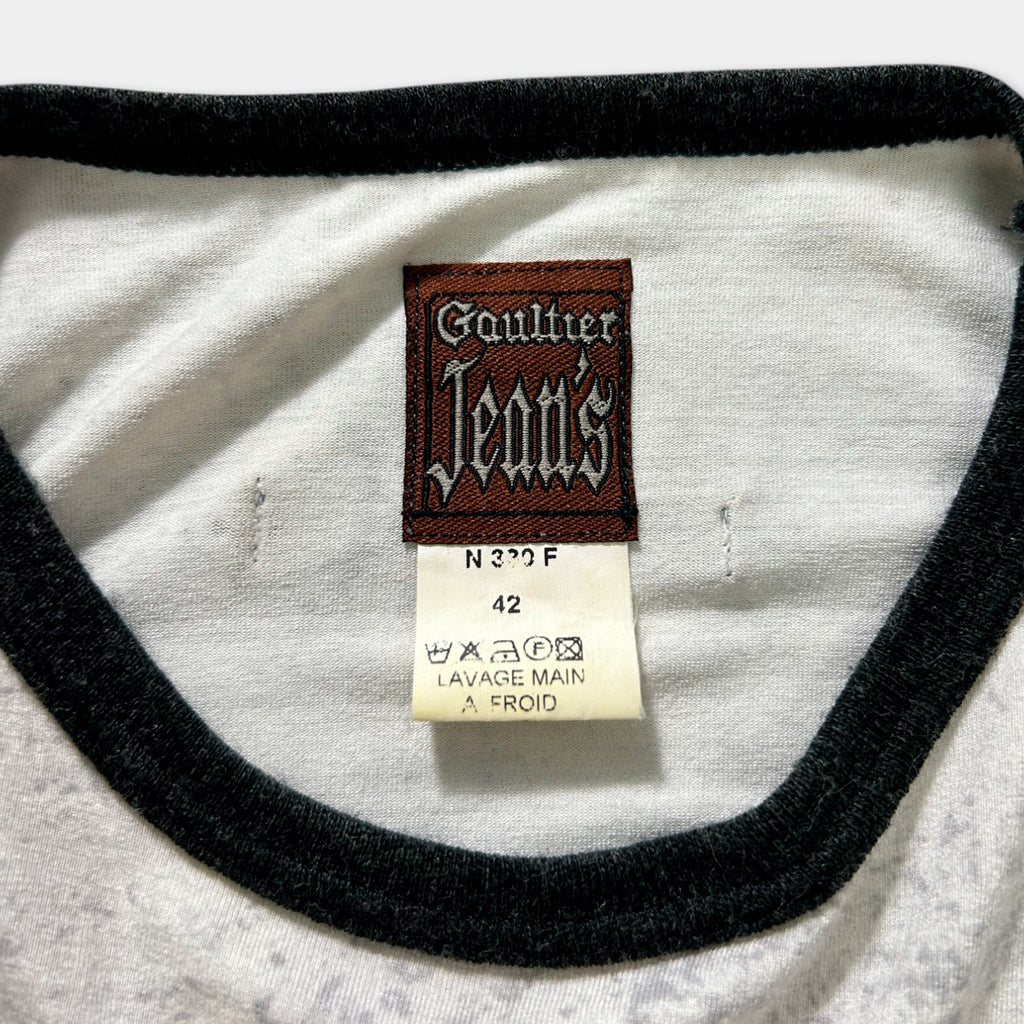 Gaultier
Jean's
N F
42
F
LAVAGE MAIN
A FROID